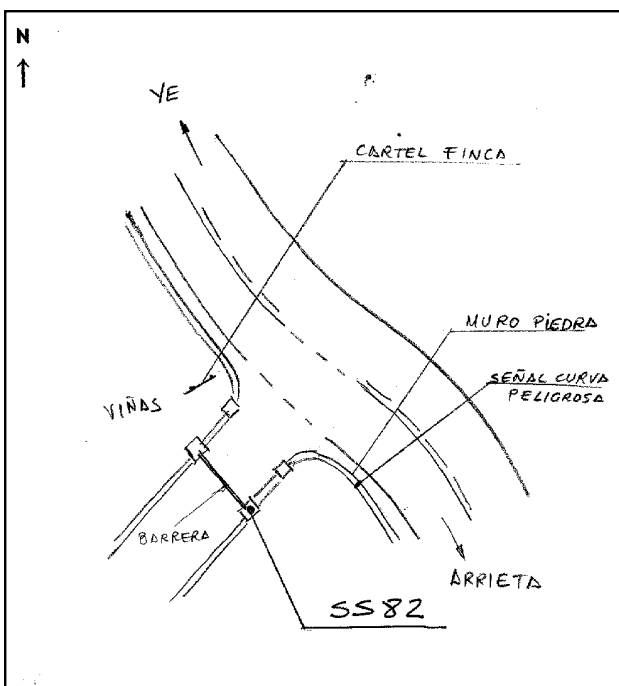 N
YE
CARTEL FINCA
MURO PIEDRA
SEÑAL CURVA
PELIGROSA
VIÑAS
BARRERA
ARRIETA
SS82